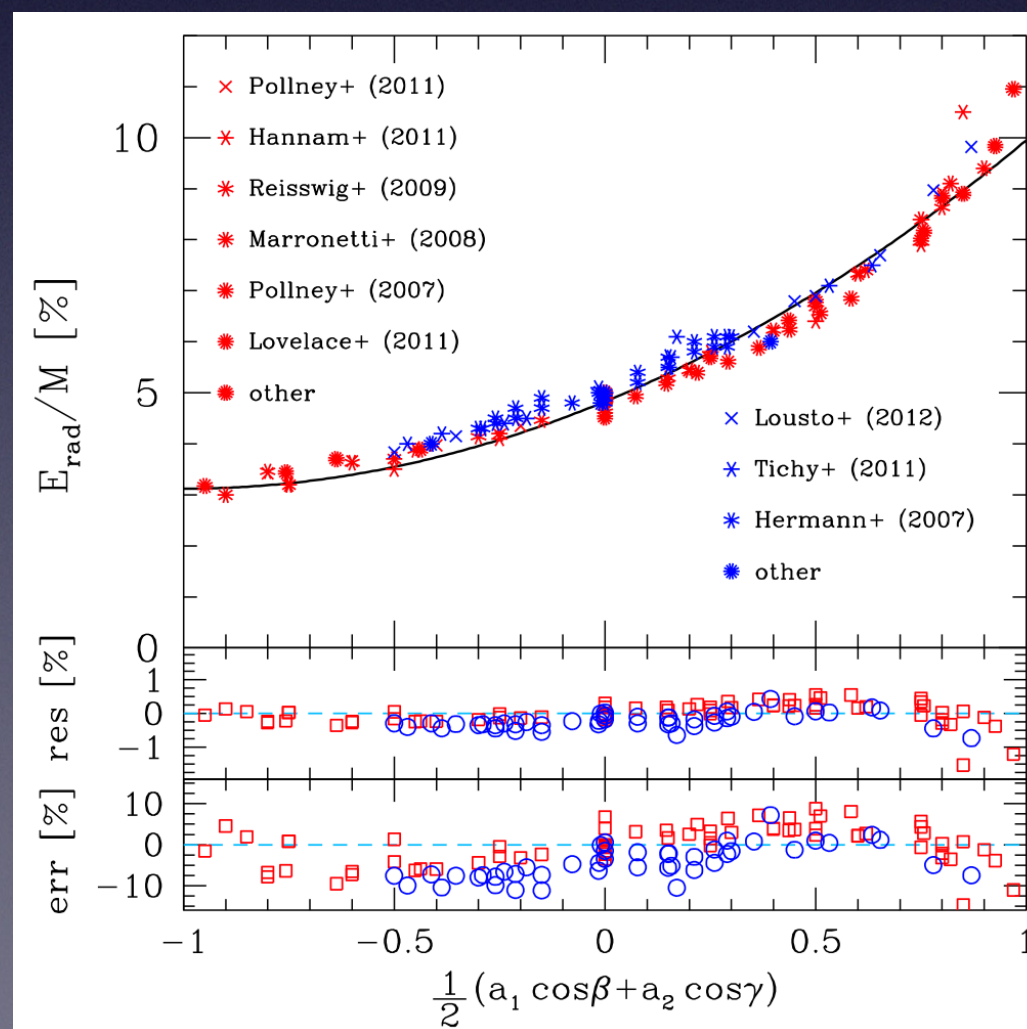 Pollney+ (2011)
Hannam+ (2011)
Reisswig+ (2009)
Marronetti+ (2008)
Pollney+ (2007)
Lovelace+ (2011)
other
Lousto+ (2012)
Tichy+ (2011)
Hermann+ (2007)
other
E_rad/M [%]
10
5
0
res [%]
1
0
-1
err [%]
10
0
-10
-1
-0.5
0
0.5
1
1/2 (a₁ cosβ+a₂ cosγ)